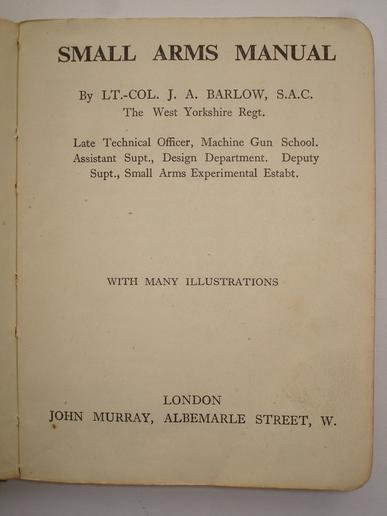 SMALL ARMS MANUAL
By LT.-COL. J. A. BARLOW, S.A.C.
The West Yorkshire Regt.
Late Technical Officer, Machine Gun School.
Assistant Supt., Design Department. Deputy
Supt., Small Arms Experimental Estabt.
WITH MANY ILLUSTRATIONS
LONDON
JOHN MURRAY, ALBEMARLE STREET, W.